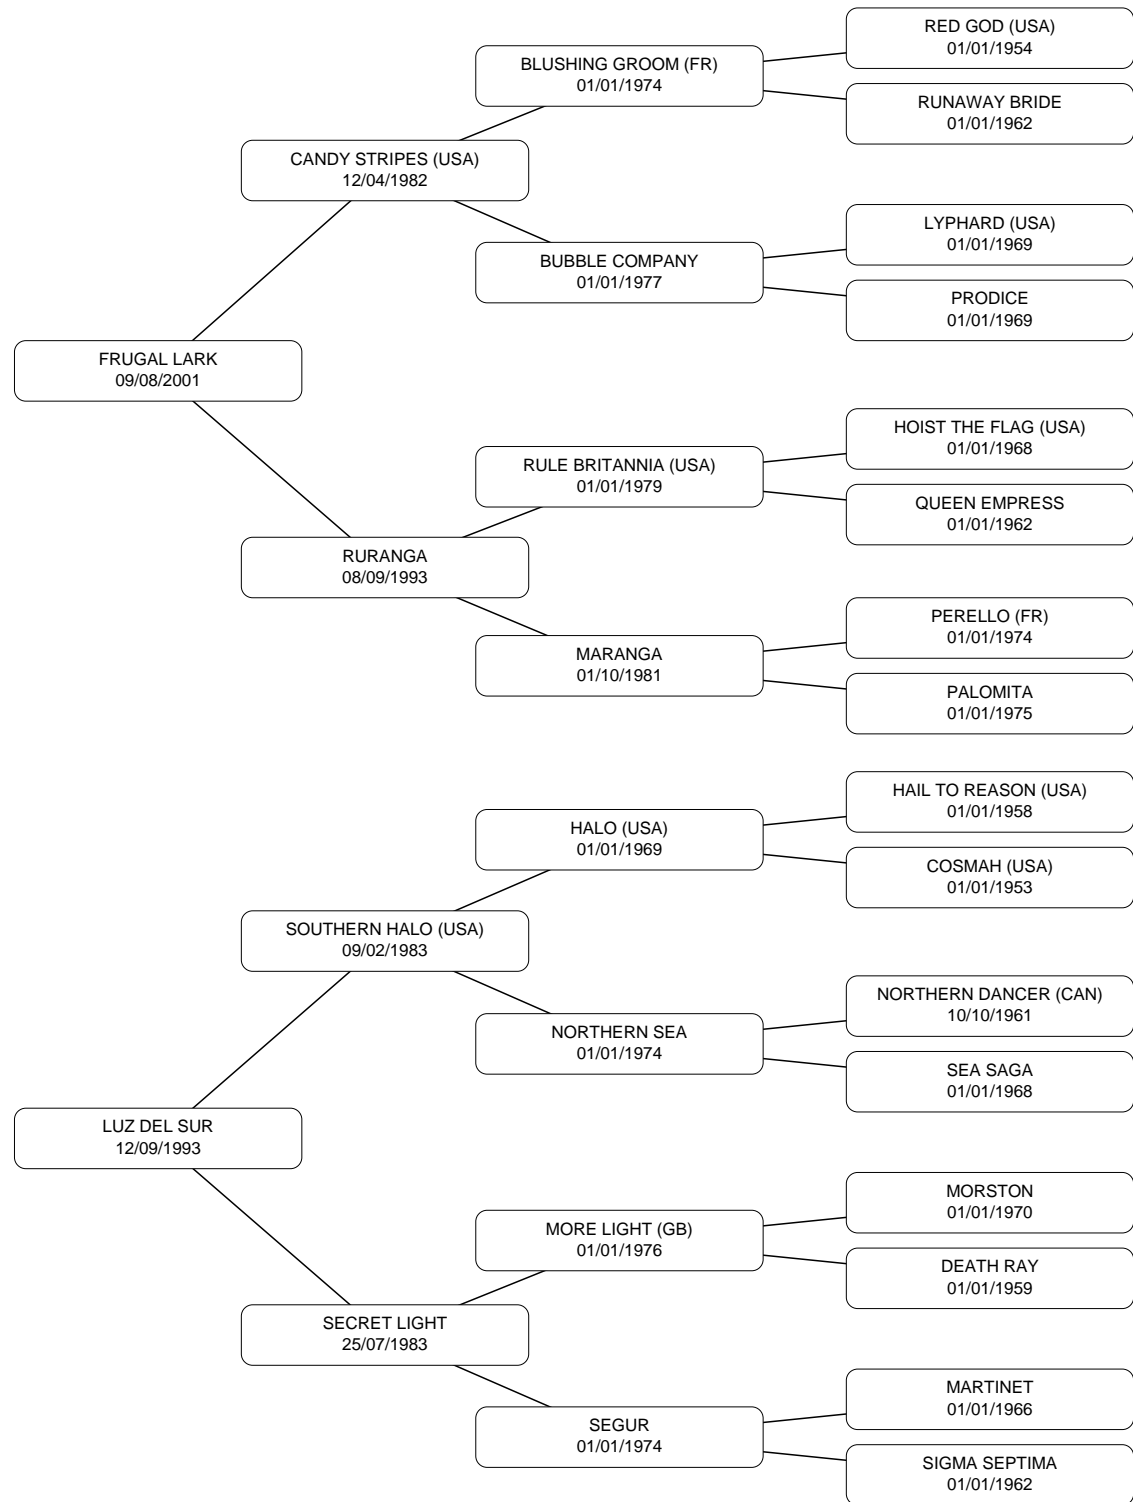 RED GOD (USA)
01/01/1954
BLUSHING GROOM (FR)
01/01/1974
RUNAWAY BRIDE
01/01/1962
CANDY STRIPES (USA)
12/04/1982
LYPHARD (USA)
01/01/1969
BUBBLE COMPANY
01/01/1977
PRODICE
01/01/1969
FRUGAL LARK
09/08/2001
HOIST THE FLAG (USA)
01/01/1968
RULE BRITANNIA (USA)
01/01/1979
QUEEN EMPRESS
01/01/1962
RURANGA
08/09/1993
PERELLO (FR)
01/01/1974
MARANGA
01/10/1981
PALOMITA
01/01/1975
HAIL TO REASON (USA)
01/01/1958
HALO (USA)
01/01/1969
COSMAH (USA)
01/01/1953
SOUTHERN HALO (USA)
09/02/1983
NORTHERN DANCER (CAN)
10/10/1961
NORTHERN SEA
01/01/1974
SEA SAGA
01/01/1968
LUZ DEL SUR
12/09/1993
MORSTON
01/01/1970
MORE LIGHT (GB)
01/01/1976
DEATH RAY
01/01/1959
SECRET LIGHT
25/07/1983
MARTINET
01/01/1966
SEGUR
01/01/1974
SIGMA SEPTIMA
01/01/1962